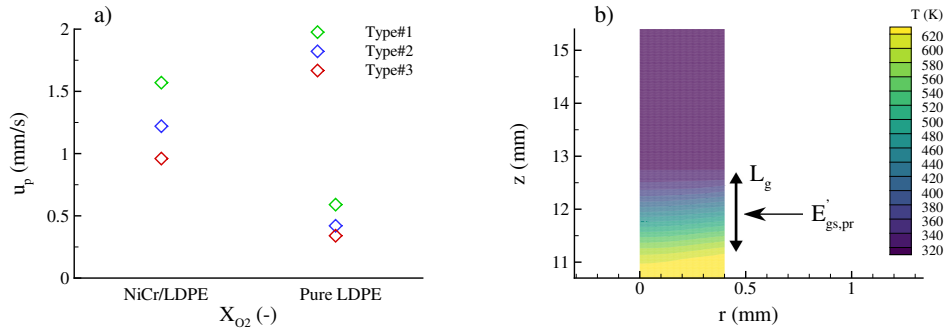 a)
Type#1
Type#2
Type#3
2
1.5
1
0.5
0
u_p (mm/s)
NiCr/LDPE Pure LDPE
X_O2 (-)
b)
T (K)
620
600
580
560
540
520
500
480
460
440
420
400
380
360
340
320
15
14
13
12
11
z (mm)
L_g
E'_gs,pr
0 0.5 1
r (mm)